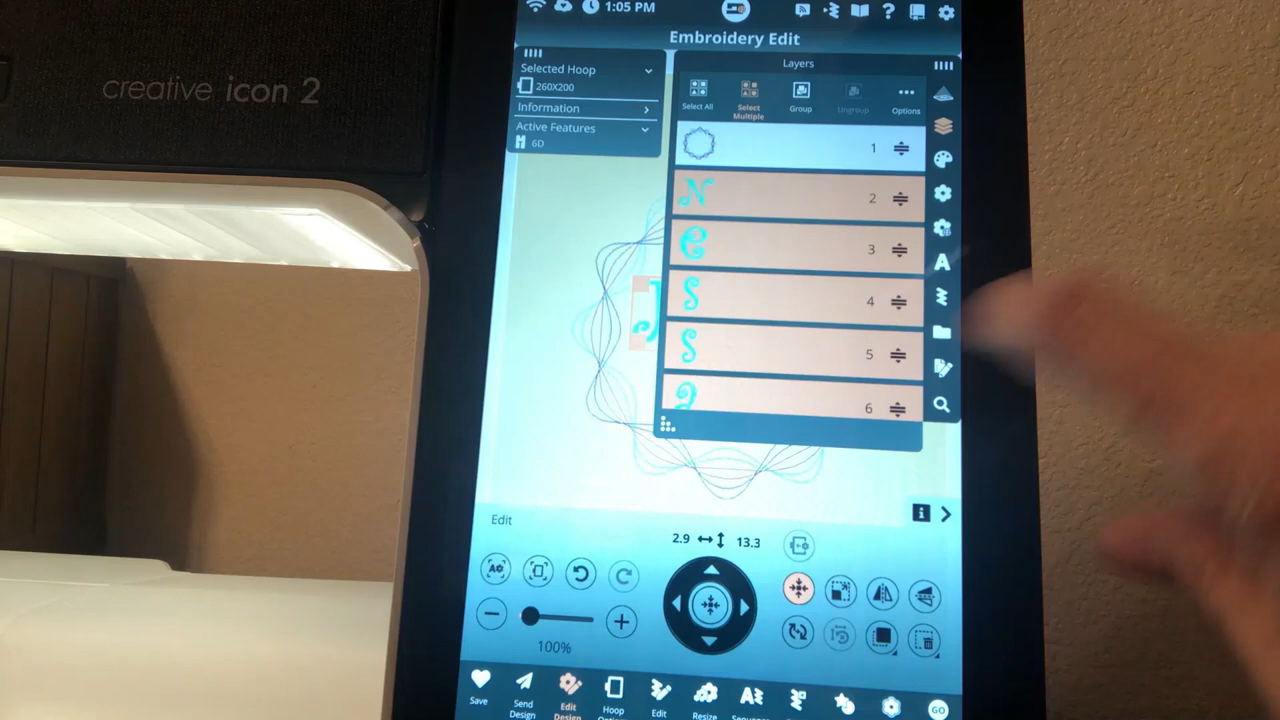 creative icon 2
1:05 PM
Embroidery Edit
Selected Hoop
260X200
Information
Active Features
6D
Layers
Select All
Select Multiple
Group
Ungroup
Options
1
N 2
e 3
s 4
s 5
a 6
J
Edit
2.9 13.3
100%
Save
Send Design
Edit Design
Hoop
Edit
Resize
GO